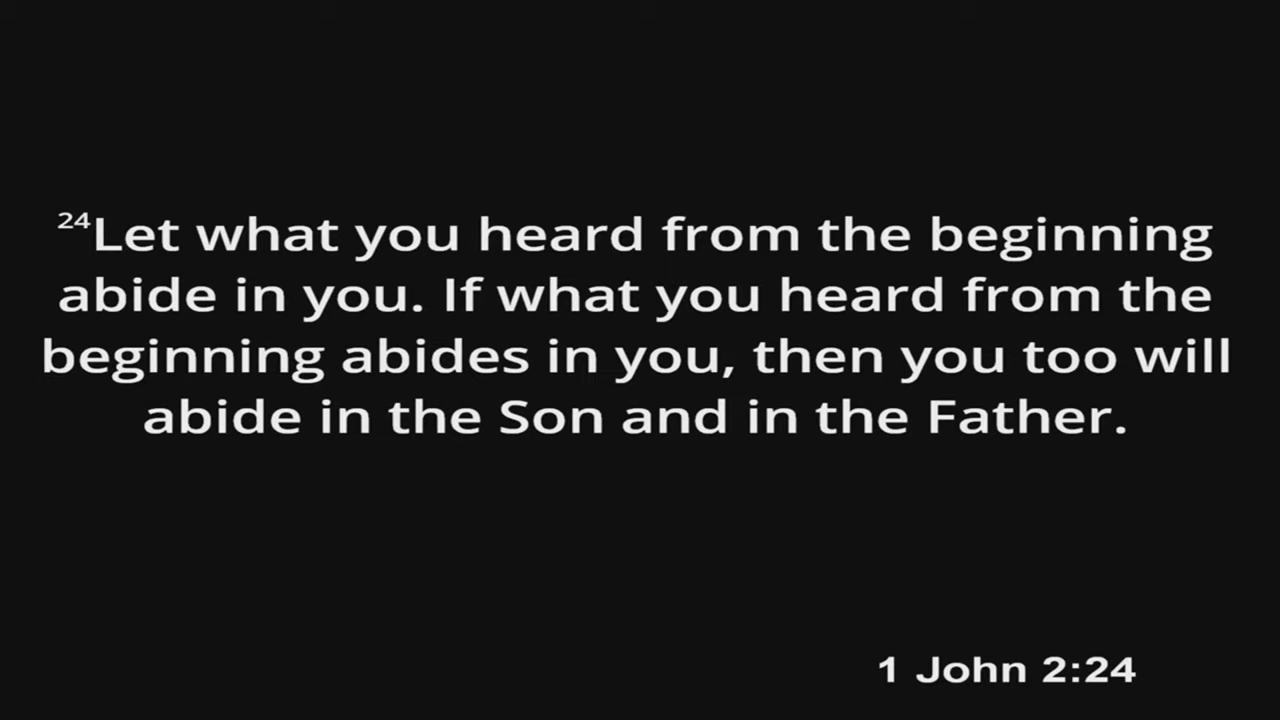 ²⁴Let what you heard from the beginning
abide in you. If what you heard from the
beginning abides in you, then you too will
abide in the Son and in the Father.
1 John 2:24